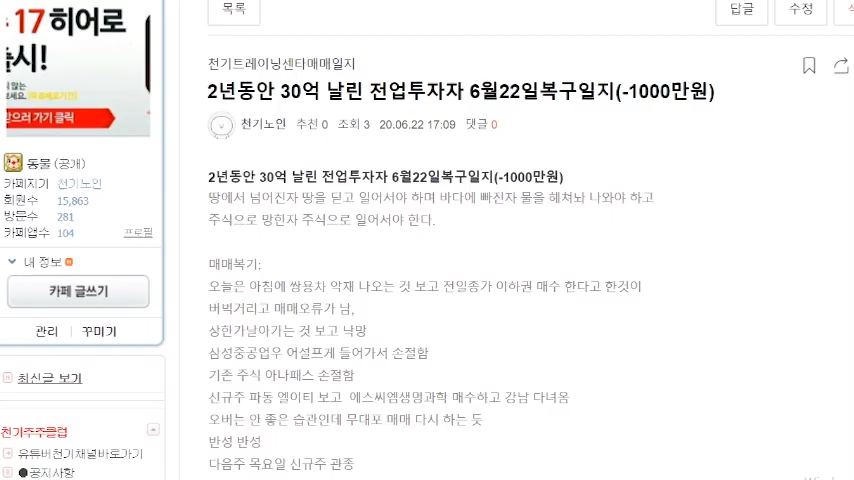 17 히어로
출시!
목록
답글
수정
동물 (공개)
카페지기 천기노인
회원수 15,863
방문수 281
카페앱수 104
프로필
내 정보
카페 글쓰기
관리 | 꾸미기
최신글 보기
천기주주클럽
유튜버천기채널바로가기
●공지사항
천기트레이닝센타매매일지
2년동안 30억 날린 전업투자자 6월22일복구일지(-1000만원)
천기노인 추천 0 조회 3 20.06.22 17:09 댓글 0
2년동안 30억 날린 전업투자자 6월22일복구일지(-1000만원)
땅에서 넘어진자 땅을 딛고 일어서야 하며 바다에 빠진자 물을 헤쳐놔 나와야 하고
주식으로 망한자 주식으로 일어서야 한다.
매매복기:
오늘은 아침에 쌍용차 악재 나오는 것 보고 전일종가 이하권 매수 한다고 한것이
버벅거리고 매매오류가 남,
상한가날아가는 것 보고 낙망
심성중공업우 어설프게 들어가서 손절함
기존 주식 아나패스 손절함
신규주 파동 엘이티 보고 에스씨엠생명과학 매수하고 강남 다녀옴
오버는 안 좋은 습관인데 무대포 매매 다시 하는 듯
반성 반성
다음주 목요일 신규주 관종